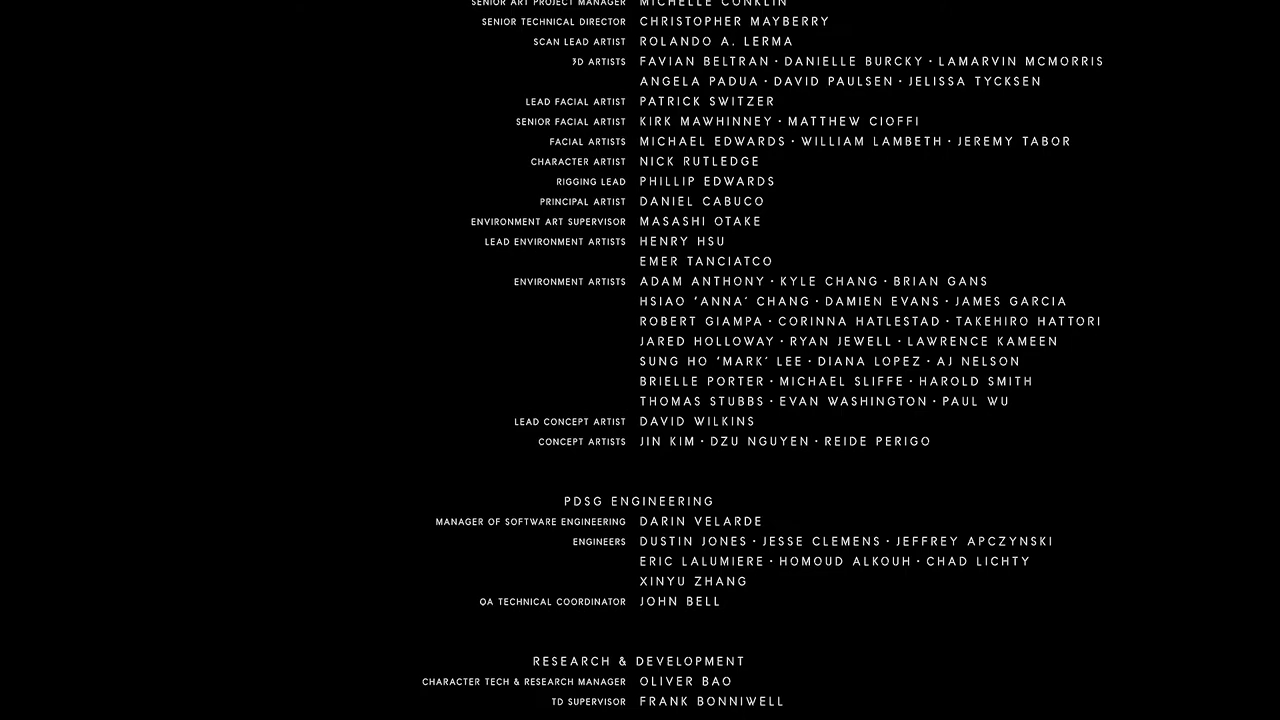 SENIOR ART PROJECT MANAGER MICHELLE CONKLIN
SENIOR TECHNICAL DIRECTOR CHRISTOPHER MAYBERRY
SCAN LEAD ARTIST ROLANDO A. LERMA
3D ARTISTS FAVIAN BELTRAN · DANIELLE BURCKY · LAMARVIN MCMORRIS
ANGELA PADUA · DAVID PAULSEN · JELISSA TYCKSEN
LEAD FACIAL ARTIST PATRICK SWITZER
SENIOR FACIAL ARTIST KIRK MAWHINNEY · MATTHEW CIOFFI
FACIAL ARTISTS MICHAEL EDWARDS · WILLIAM LAMBETH · JEREMY TABOR
CHARACTER ARTIST NICK RUTLEDGE
RIGGING LEAD PHILLIP EDWARDS
PRINCIPAL ARTIST DANIEL CABUCO
ENVIRONMENT ART SUPERVISOR MASASHI OTAKE
LEAD ENVIRONMENT ARTISTS HENRY HSU
EMER TANCIATCO
ENVIRONMENT ARTISTS ADAM ANTHONY · KYLE CHANG · BRIAN GANS
HSIAO 'ANNA' CHANG · DAMIEN EVANS · JAMES GARCIA
ROBERT GIAMPA · CORINNA HATLESTAD · TAKEHIRO HATTORI
JARED HOLLOWAY · RYAN JEWELL · LAWRENCE KAMEEN
SUNG HO 'MARK' LEE · DIANA LOPEZ · AJ NELSON
BRIELLE PORTER · MICHAEL SLIFFE · HAROLD SMITH
THOMAS STUBBS · EVAN WASHINGTON · PAUL WU
LEAD CONCEPT ARTIST DAVID WILKINS
CONCEPT ARTISTS JIN KIM · DZU NGUYEN · REIDE PERIGO
PDSG ENGINEERING
MANAGER OF SOFTWARE ENGINEERING DARIN VELARDE
ENGINEERS DUSTIN JONES · JESSE CLEMENS · JEFFREY APCZYNSKI
ERIC LALUMIERE · HOMOUD ALKOUH · CHAD LICHTY
XINYU ZHANG
QA TECHNICAL COORDINATOR JOHN BELL
RESEARCH & DEVELOPMENT
CHARACTER TECH & RESEARCH MANAGER OLIVER BAO
TD SUPERVISOR FRANK BONNIWELL